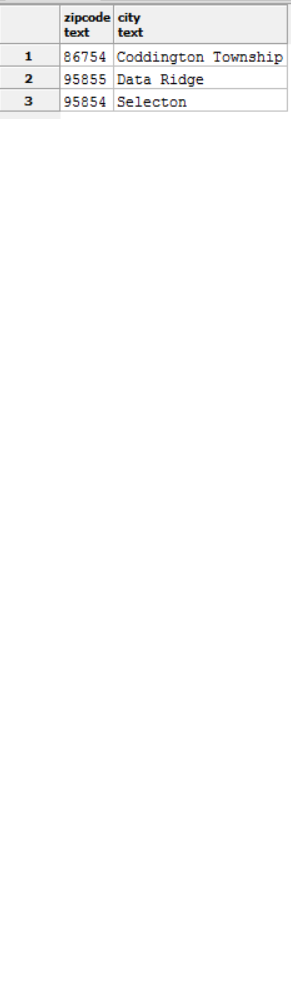 zipcode city
text text
1 86754 Coddington Township
2 95855 Data Ridge
3 95854 Selecton